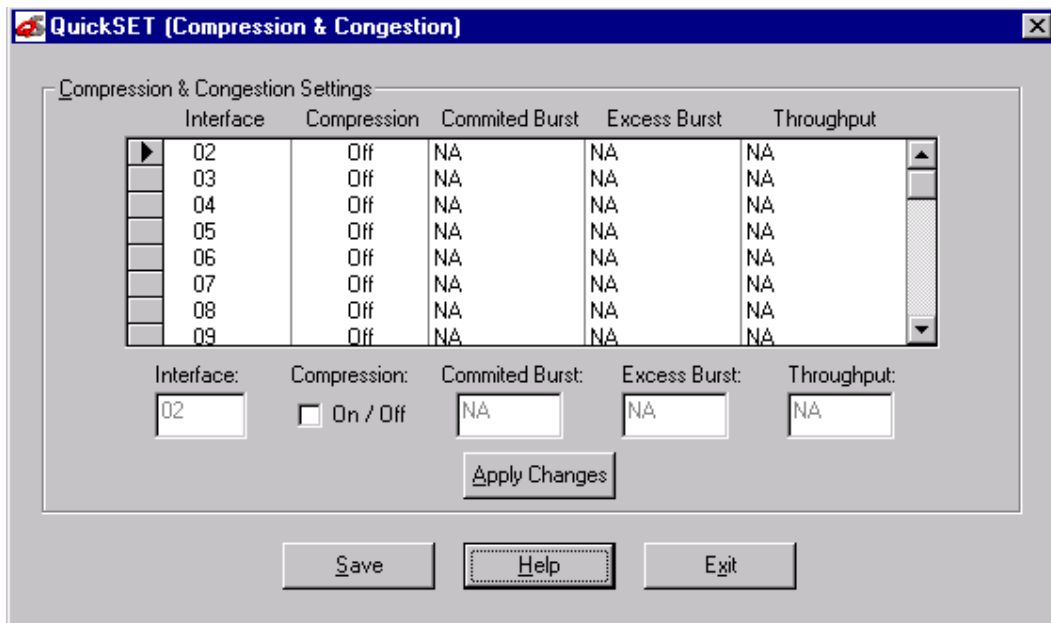 QuickSET (Compression & Congestion)
Compression & Congestion Settings
Interface Compression Commited Burst Excess Burst Throughput
02 Off NA NA NA
03 Off NA NA NA
04 Off NA NA NA
05 Off NA NA NA
06 Off NA NA NA
07 Off NA NA NA
08 Off NA NA NA
09 Off NA NA NA
Interface: Compression: Commited Burst: Excess Burst: Throughput:
02 On / Off NA NA NA
Apply Changes
Save Help Exit